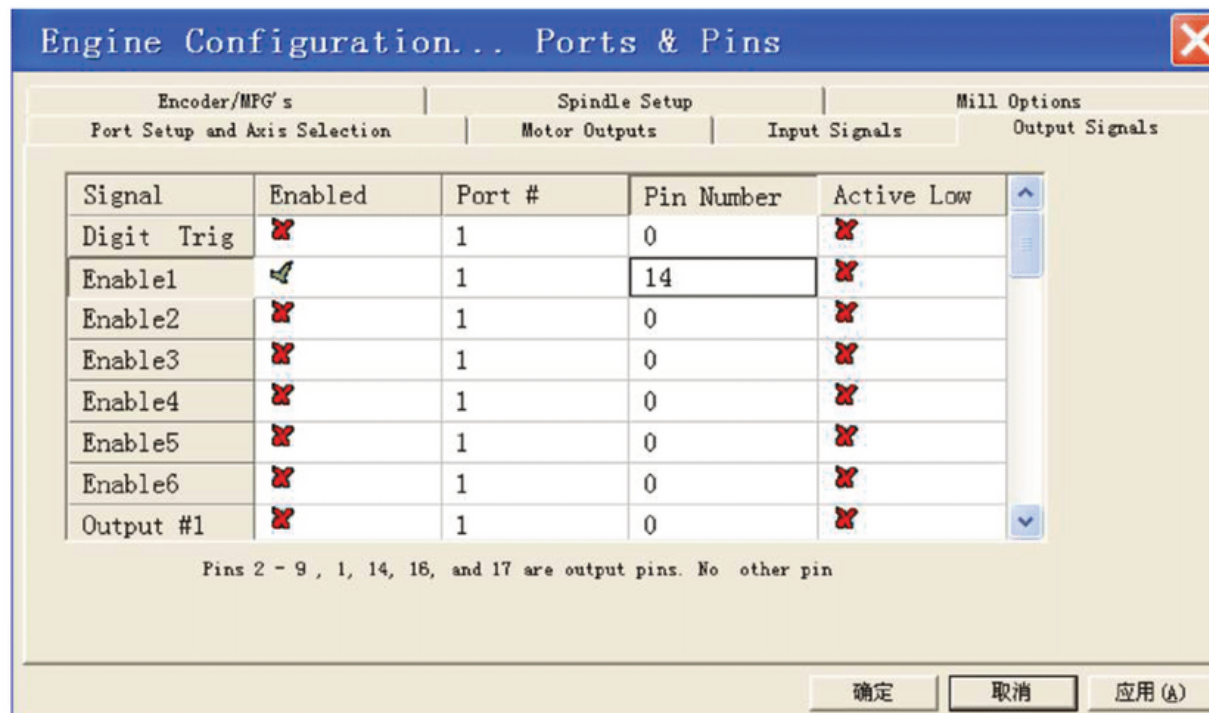 Engine Configuration... Ports & Pins
Encoder/MPG's Spindle Setup Mill Options
Port Setup and Axis Selection Motor Outputs Input Signals Output Signals
Signal Enabled Port # Pin Number Active Low
Digit Trig 1 0
Enable1 1 14
Enable2 1 0
Enable3 1 0
Enable4 1 0
Enable5 1 0
Enable6 1 0
Output #1 1 0
Pins 2 - 9 , 1, 14, 16, and 17 are output pins. No other pin
确定 取消 应用(A)